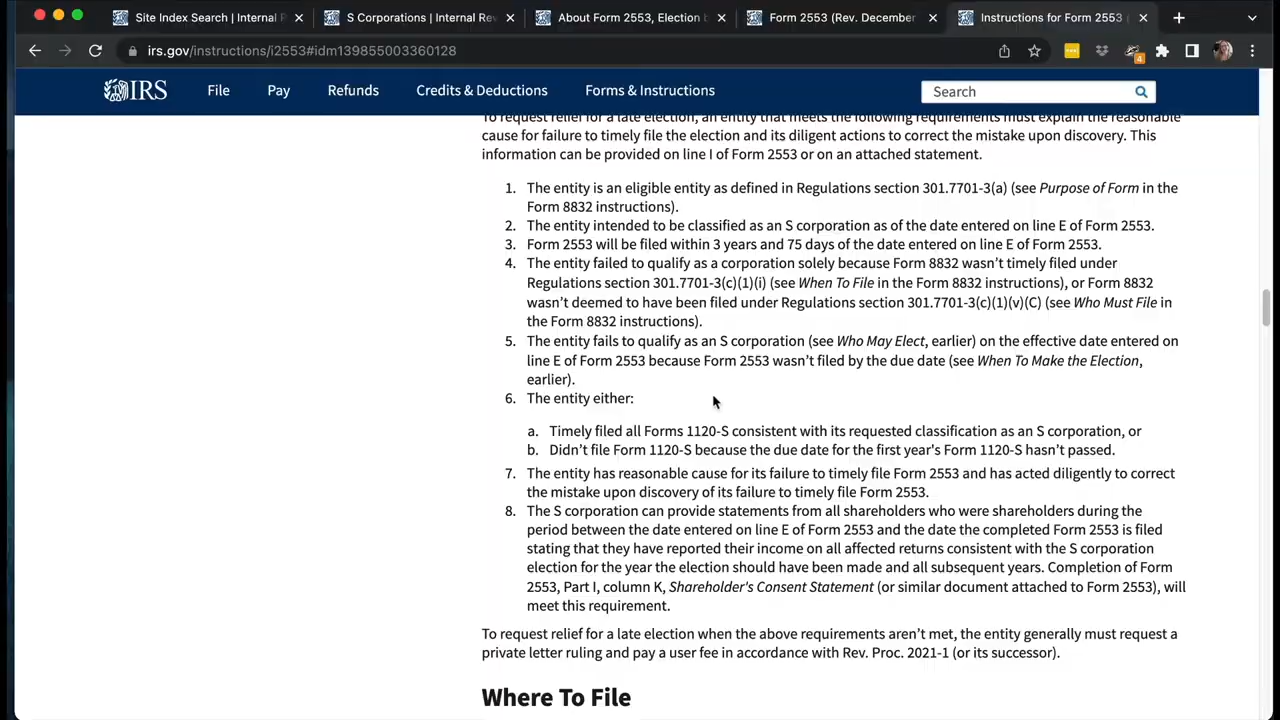 Site Index Search | Internal R
S Corporations | Internal Rev
About Form 2553, Election b
Form 2553 (Rev. December
Instructions for Form 2553 (
irs.gov/instructions/i2553#idm139855003360128
4
IRS
File
Pay
Refunds
Credits & Deductions
Forms & Instructions
Search
To request relief for a late election, an entity that meets the following requirements must explain the reasonable
cause for failure to timely file the election and its diligent actions to correct the mistake upon discovery. This
information can be provided on line I of Form 2553 or on an attached statement.
1. The entity is an eligible entity as defined in Regulations section 301.7701-3(a) (see Purpose of Form in the
Form 8832 instructions).
2. The entity intended to be classified as an S corporation as of the date entered on line E of Form 2553.
3. Form 2553 will be filed within 3 years and 75 days of the date entered on line E of Form 2553.
4. The entity failed to qualify as a corporation solely because Form 8832 wasn't timely filed under
Regulations section 301.7701-3(c)(1)(i) (see When To File in the Form 8832 instructions), or Form 8832
wasn't deemed to have been filed under Regulations section 301.7701-3(c)(1)(v)(C) (see Who Must File in
the Form 8832 instructions).
5. The entity fails to qualify as an S corporation (see Who May Elect, earlier) on the effective date entered on
line E of Form 2553 because Form 2553 wasn't filed by the due date (see When To Make the Election,
earlier).
6. The entity either:
a. Timely filed all Forms 1120-S consistent with its requested classification as an S corporation, or
b. Didn't file Form 1120-S because the due date for the first year's Form 1120-S hasn't passed.
7. The entity has reasonable cause for its failure to timely file Form 2553 and has acted diligently to correct
the mistake upon discovery of its failure to timely file Form 2553.
8. The S corporation can provide statements from all shareholders who were shareholders during the
period between the date entered on line E of Form 2553 and the date the completed Form 2553 is filed
stating that they have reported their income on all affected returns consistent with the S corporation
election for the year the election should have been made and all subsequent years. Completion of Form
2553, Part I, column K, Shareholder's Consent Statement (or similar document attached to Form 2553), will
meet this requirement.
To request relief for a late election when the above requirements aren't met, the entity generally must request a
private letter ruling and pay a user fee in accordance with Rev. Proc. 2021-1 (or its successor).
Where To File